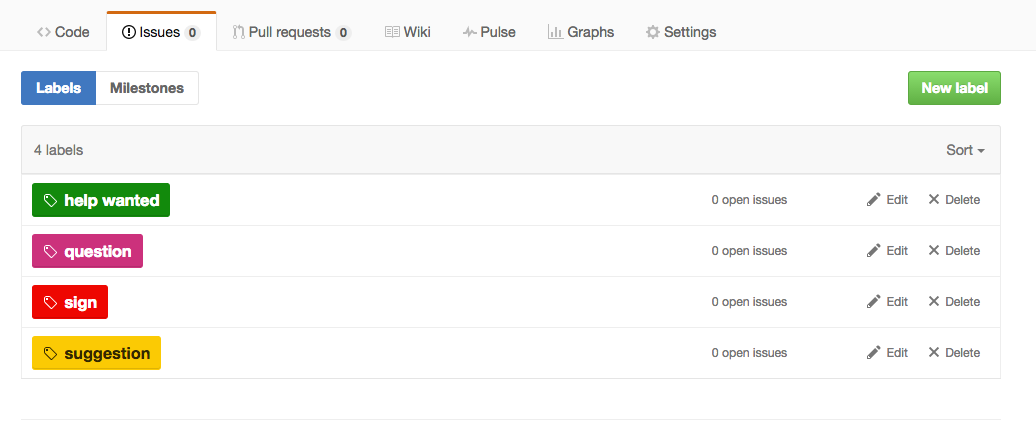 Code Issues 0 Pull requests 0 Wiki Pulse Graphs Settings
Labels Milestones New label
4 labels Sort
help wanted 0 open issues Edit Delete
question 0 open issues Edit Delete
sign 0 open issues Edit Delete
suggestion 0 open issues Edit Delete